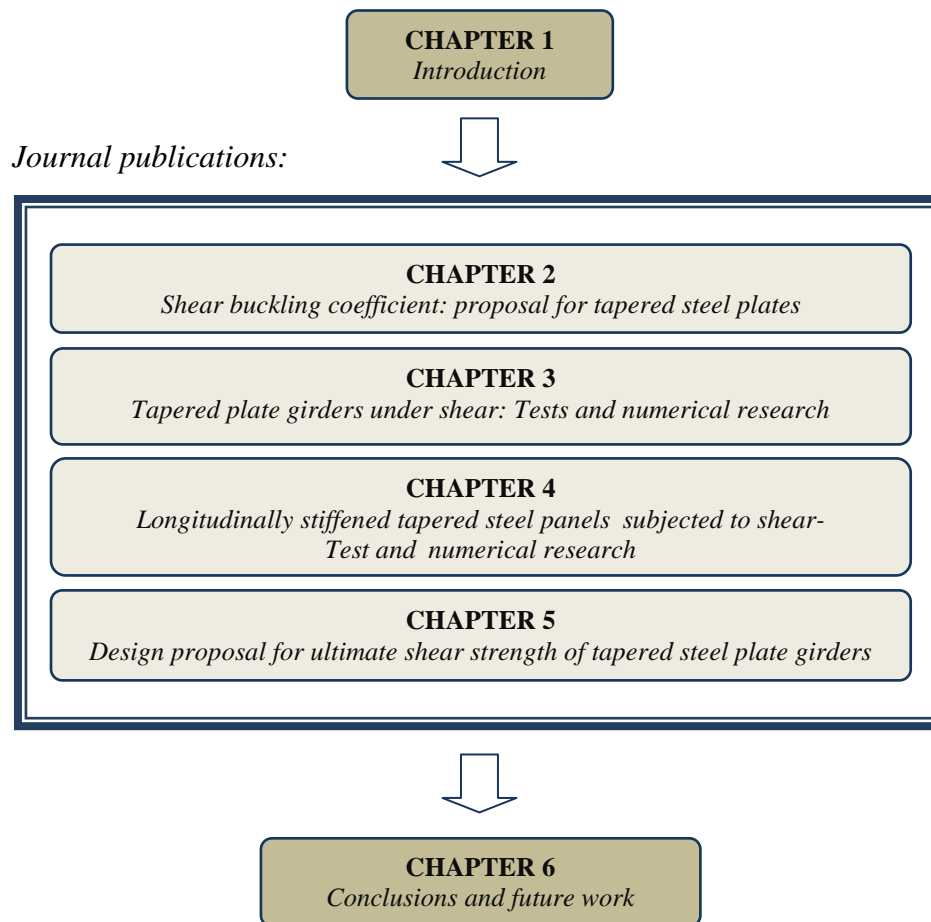 CHAPTER 1
Introduction
Journal publications:
CHAPTER 2
Shear buckling coefficient: proposal for tapered steel plates
CHAPTER 3
Tapered plate girders under shear: Tests and numerical research
CHAPTER 4
Longitudinally stiffened tapered steel panels subjected to shear-
Test and numerical research
CHAPTER 5
Design proposal for ultimate shear strength of tapered steel plate girders
CHAPTER 6
Conclusions and future work